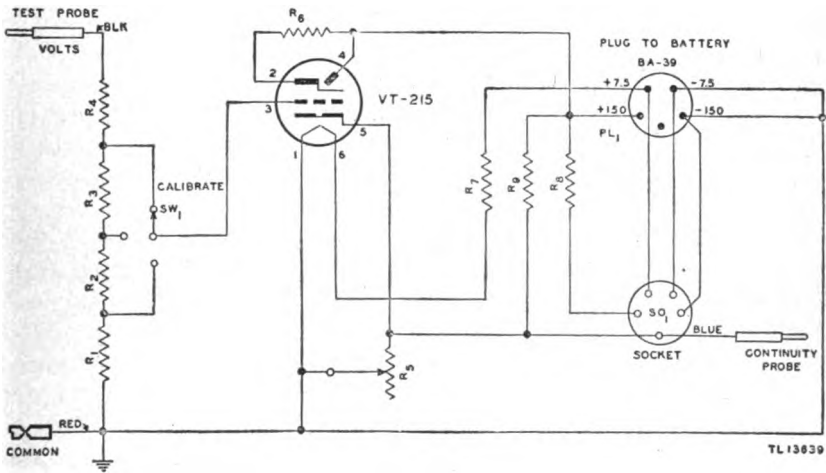 TEST PROBE
BLK
VOLTS
R6
4
2
3
VT-215
5
1
6
PLUG TO BATTERY
BA-39
+7.5
-7.5
+150
-150
PL1
R4
R3
CALIBRATE
SW1
R2
R1
R7
R9
R8
R5
SO1
SOCKET
BLUE
CONTINUITY
PROBE
RED
COMMON
TL13639